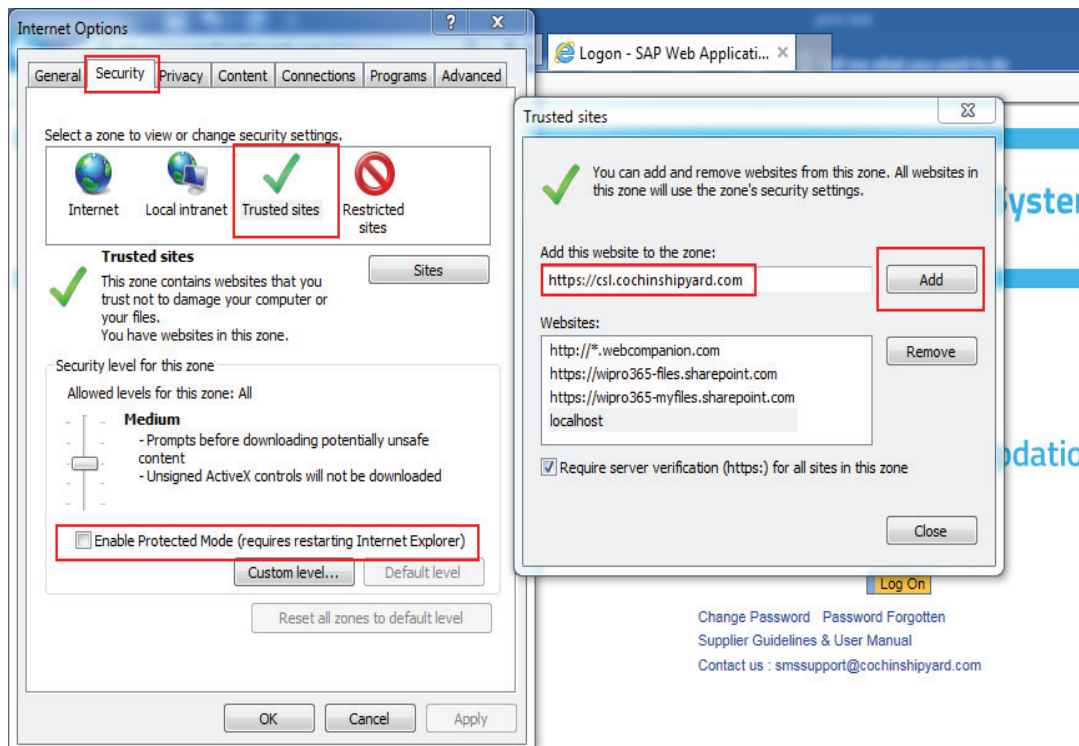 Internet Options
General Security Privacy Content Connections Programs Advanced
Select a zone to view or change security settings.
Internet
Local intranet
Trusted sites
Restricted
sites
Trusted sites
This zone contains websites that you
trust not to damage your computer or
your files.
You have websites in this zone.
Sites
Security level for this zone
Allowed levels for this zone: All
Medium
- Prompts before downloading potentially unsafe
content
- Unsigned ActiveX controls will not be downloaded
Enable Protected Mode (requires restarting Internet Explorer)
Custom level...
Default level
Reset all zones to default level
OK
Cancel
Apply
Logon - SAP Web Applicati...
Trusted sites
You can add and remove websites from this zone. All websites in
this zone will use the zone's security settings.
Add this website to the zone:
https://csl.cochinshipyard.com
Add
Websites:
http://*.webcompanion.com
https://wipro365-files.sharepoint.com
https://wipro365-myfiles.sharepoint.com
localhost
Remove
Require server verification (https:) for all sites in this zone
Close
Log On
Change Password Password Forgotten
Supplier Guidelines & User Manual
Contact us : smssupport@cochinshipyard.com